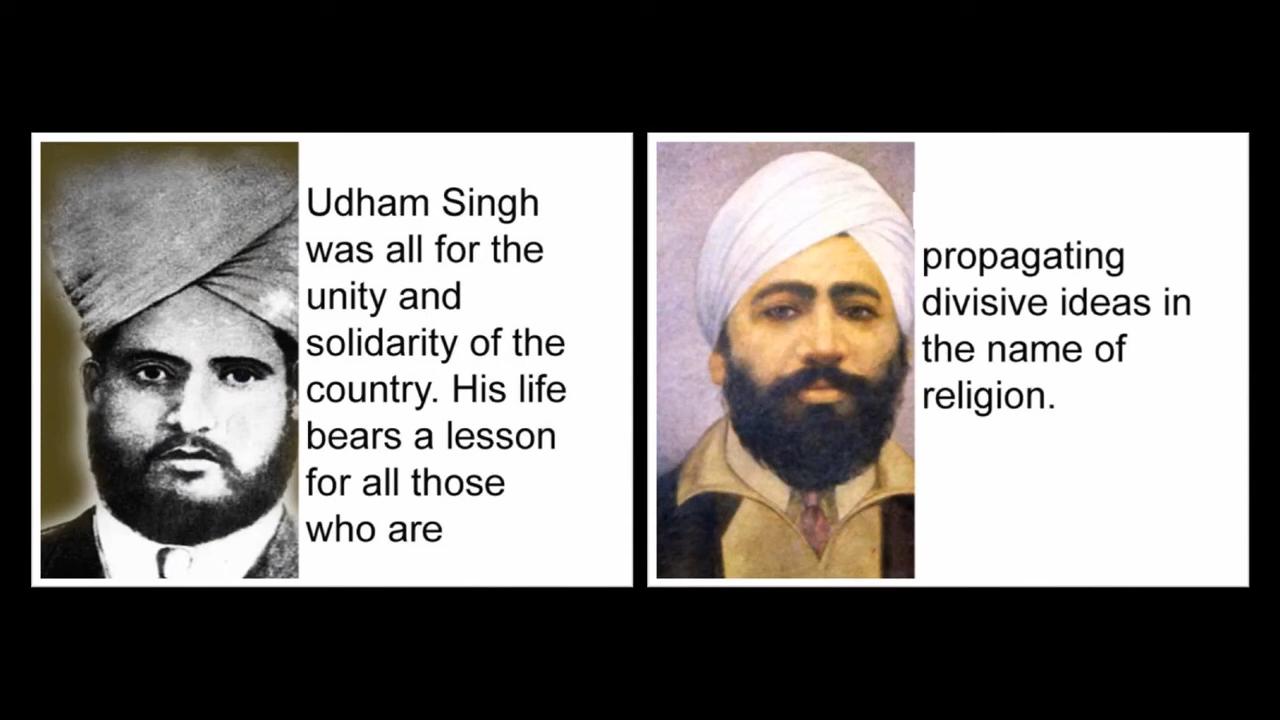 Udham Singh
was all for the
unity and
solidarity of the
country. His life
bears a lesson
for all those
who are
propagating
divisive ideas in
the name of
religion.